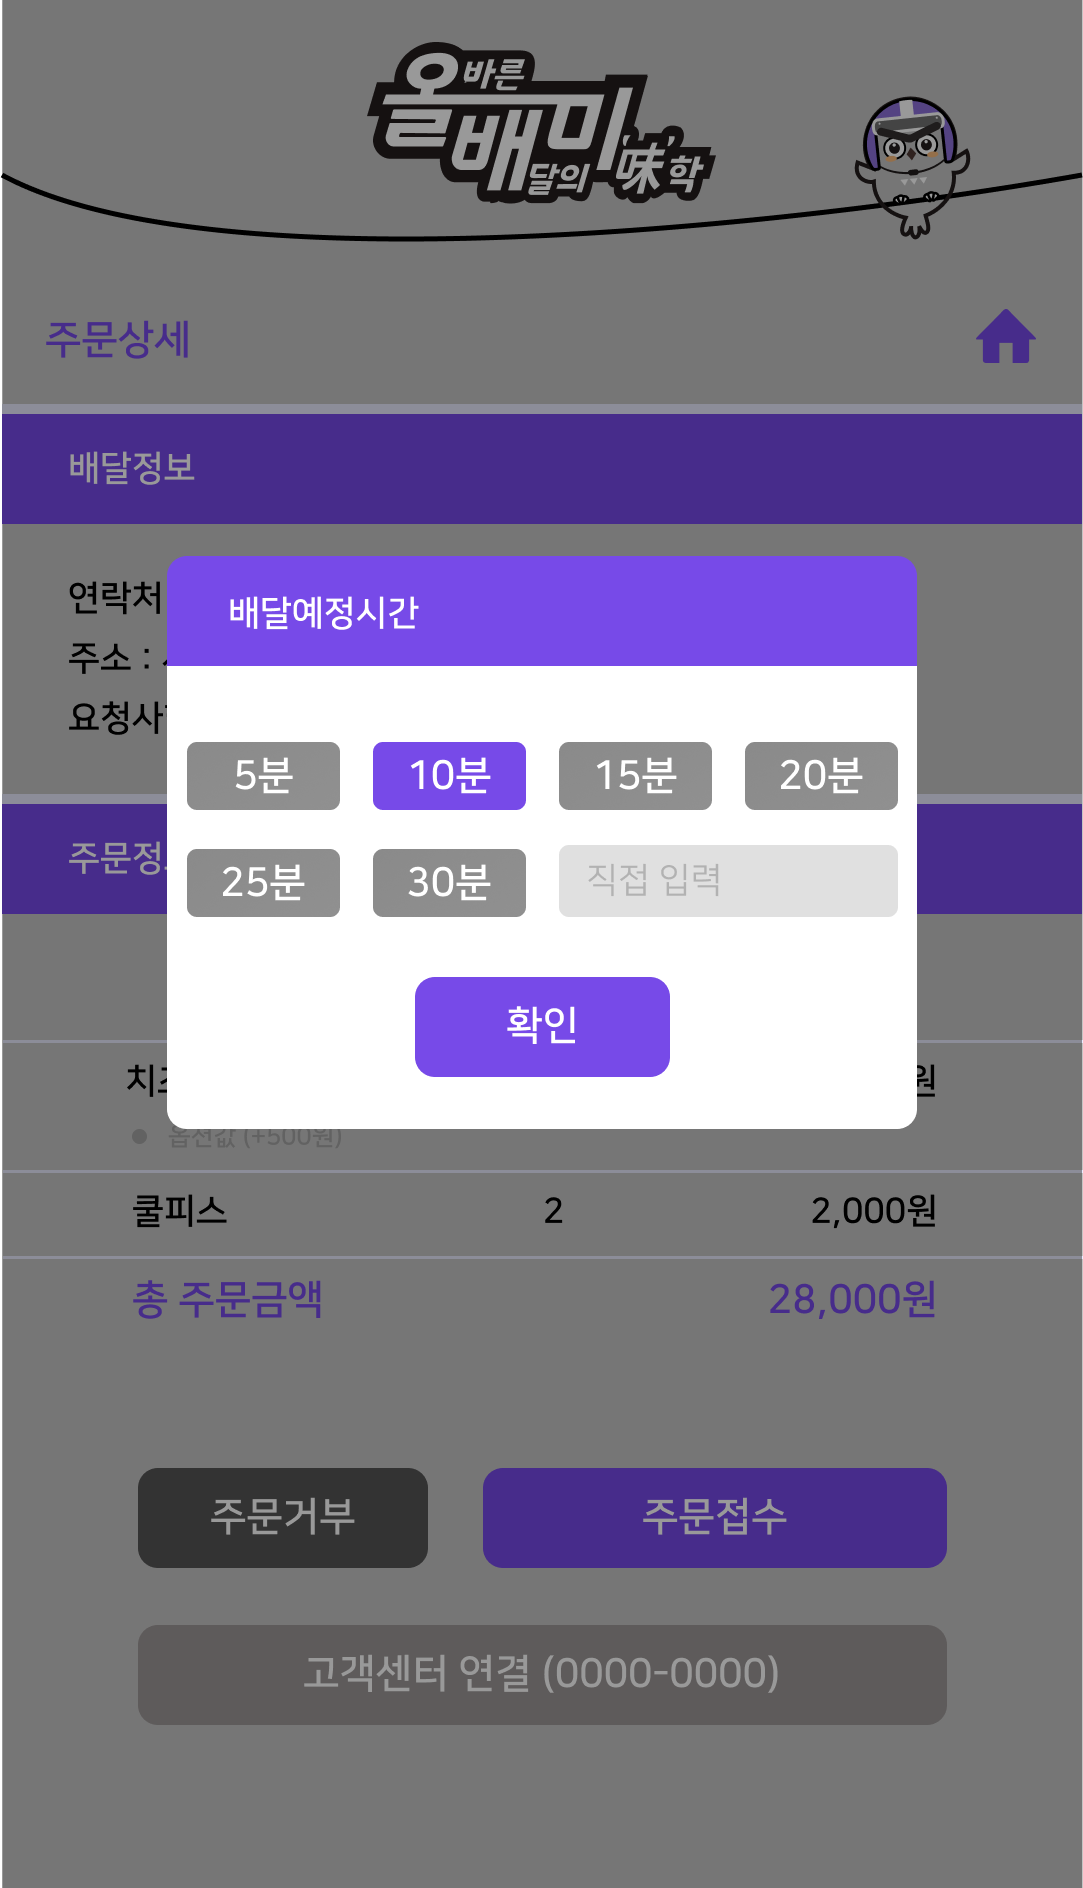 올바른
배달의미'味'학
주문상세
배달정보
연락처
주소 :
요청사
배달예정시간
5분 10분 15분 20분
주문정
25분 30분 직접 입력
확인
치즈 원
옵션값 (+500원)
쿨피스 2 2,000원
총 주문금액 28,000원
주문거부 주문접수
고객센터 연결 (0000-0000)